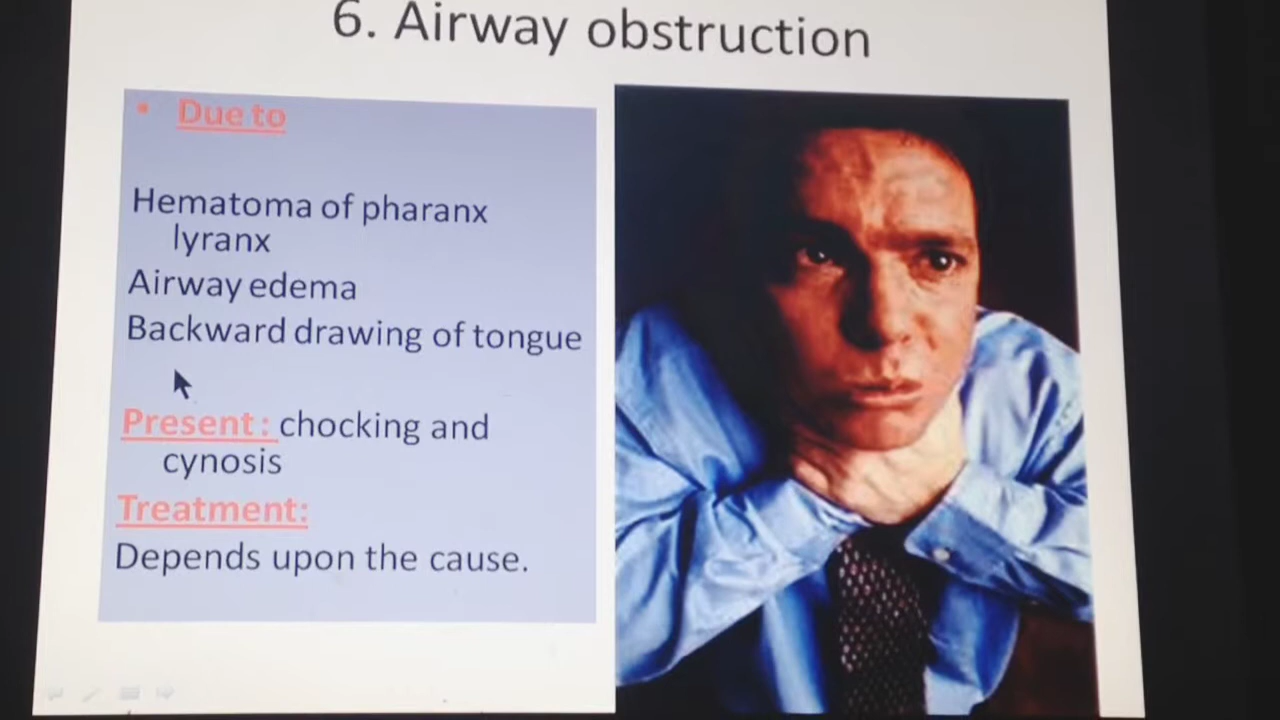 6. Airway obstruction
• Due to
Hematoma of pharanx
lyranx
Airway edema
Backward drawing of tongue
Present: chocking and
cynosis
Treatment:
Depends upon the cause.